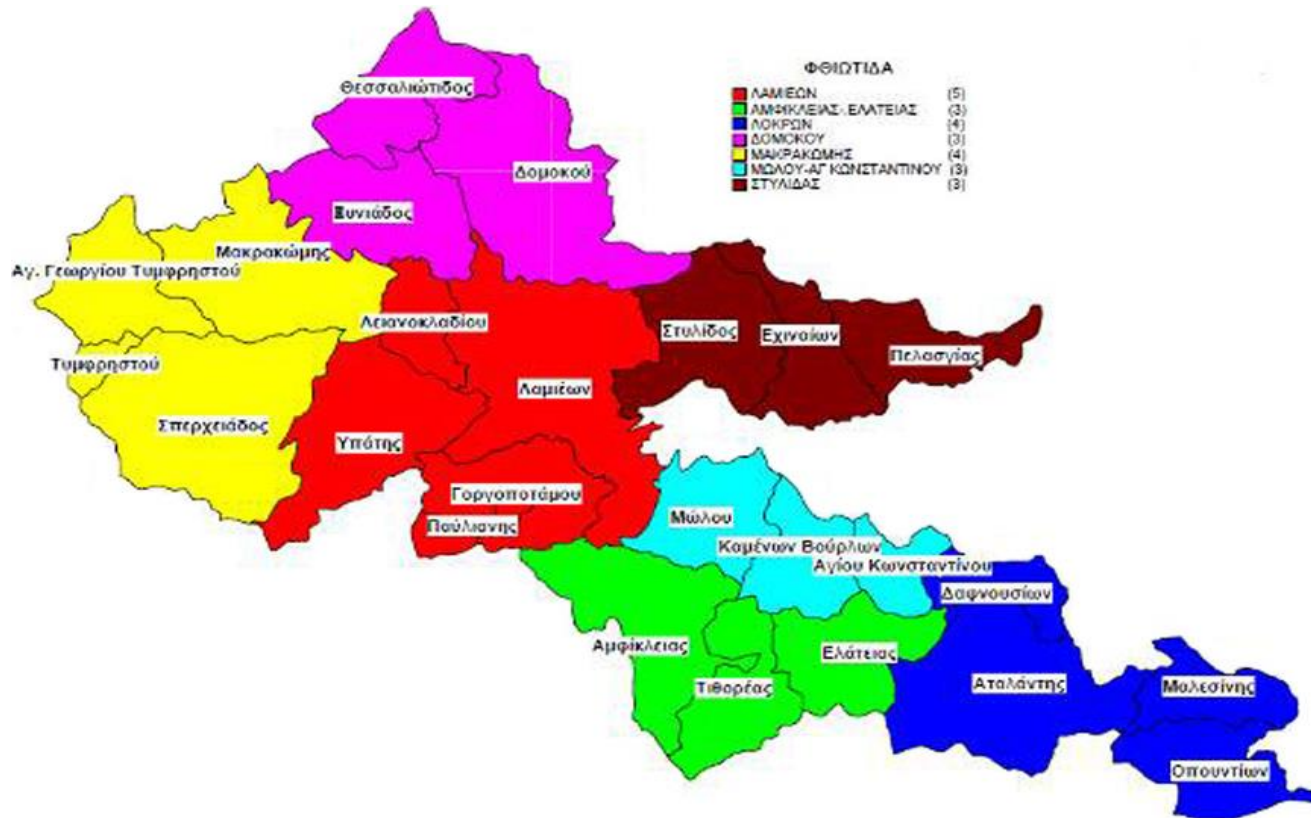 ΦΘΙΩΤΙΔΑ
ΛΑΜΙΕΩΝ (5)
ΑΜΦΙΚΛΕΙΑΣ-.ΕΛΑΤΕΙΑΣ (3)
ΛΟΚΡΩΝ (4)
ΔΟΜΟΚΟΥ (3)
ΜΑΚΡΑΚΩΜΗΣ (4)
ΜΩΛΟΥ-ΑΓ ΚΩΝΣΤΑΝΤΙΝΟΥ (3)
ΣΤΥΛΙΔΑΣ (3)
Θεσσαλιώτιδος
Δομοκού
Ξυνιάδος
Μακρακώμης
Αγ. Γεωργίου Τυμφρηστού
Λειανοκλαδίου
Στυλίδος
Εχιναίων
Πελασγίας
Τυμφρηστού
Λαμιέων
Σπερχειάδος
Υπάτης
Γοργοποτάμου
Παύλιανης
Μώλου
Καμένων Βούρλων
Αγίου Κωνσταντίνου
Δαφνουσίων
Αμφίκλειας
Ελάτειας
Τιθορέας
Αταλάντης
Μαλεσίνης
Οπουντίων